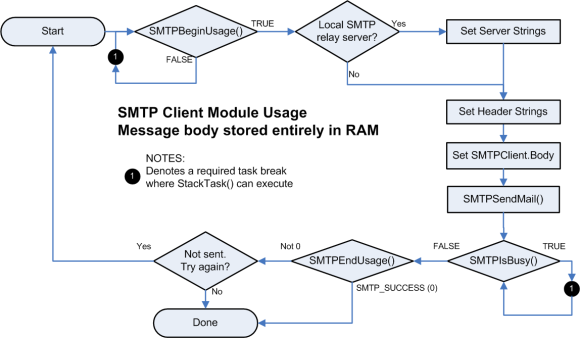 Start
SMTPBeginUsage()
TRUE
FALSE
1
Local SMTP
relay server?
Yes
No
Set Server Strings
Set Header Strings
Set SMTPClient.Body
SMTPSendMail()
SMTP Client Module Usage
Message body stored entirely in RAM
NOTES:
1
Denotes a required task break
where StackTask() can execute
SMTPIsBusy()
TRUE
FALSE
1
SMTPEndUsage()
Not 0
SMTP_SUCCESS (0)
Not sent.
Try again?
Yes
No
Done